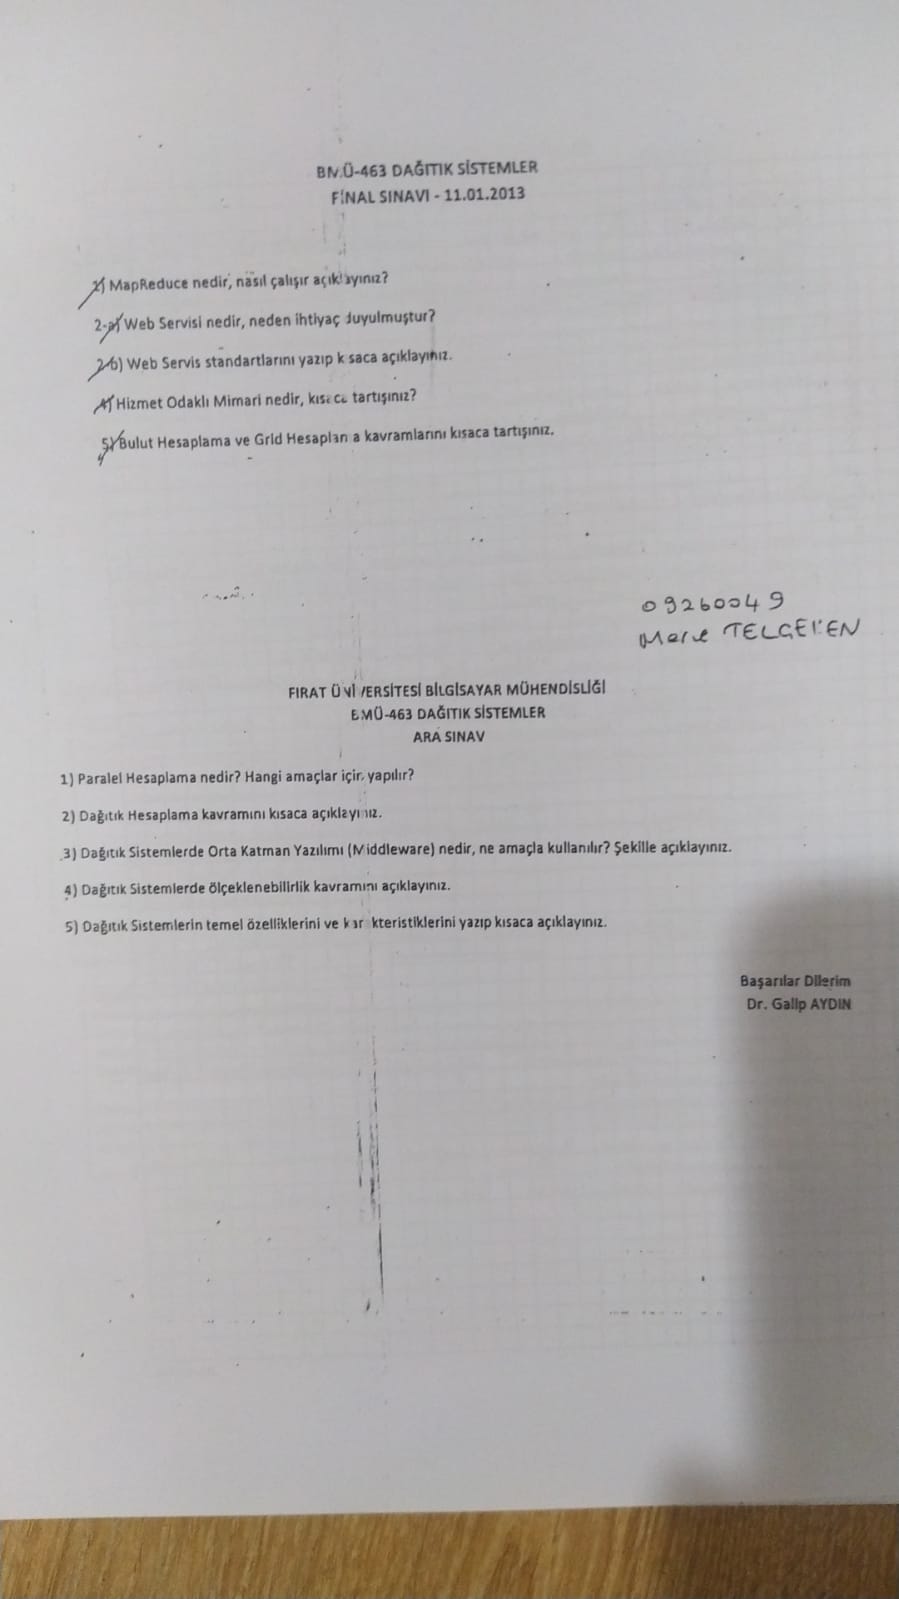 BMÜ-463 DAĞITIK SİSTEMLER
FİNAL SINAVI - 11.01.2013
1) MapReduce nedir, nasıl çalışır açıklayınız?
2-a) Web Servisi nedir, neden ihtiyaç duyulmuştur?
2-b) Web Servis standartlarını yazıp kısaca açıklayınız.
4) Hizmet Odaklı Mimari nedir, kısaca tartışınız?
5) Bulut Hesaplama ve Grid Hesaplama kavramlarını kısaca tartışınız.
09260049
TELGEREN
FIRAT ÜNİVERSİTESİ BİLGİSAYAR MÜHENDİSLİĞİ
BMÜ-463 DAĞITIK SİSTEMLER
ARA SINAV
1) Paralel Hesaplama nedir? Hangi amaçlar için yapılır?
2) Dağıtık Hesaplama kavramını kısaca açıklayınız.
3) Dağıtık Sistemlerde Orta Katman Yazılımı (Middleware) nedir, ne amaçla kullanılır? Şekille açıklayınız.
4) Dağıtık Sistemlerde ölçeklenebilirlik kavramını açıklayınız.
5) Dağıtık Sistemlerin temel özelliklerini ve karakteristiklerini yazıp kısaca açıklayınız.
Başarılar Dilerim
Dr. Galip AYDIN